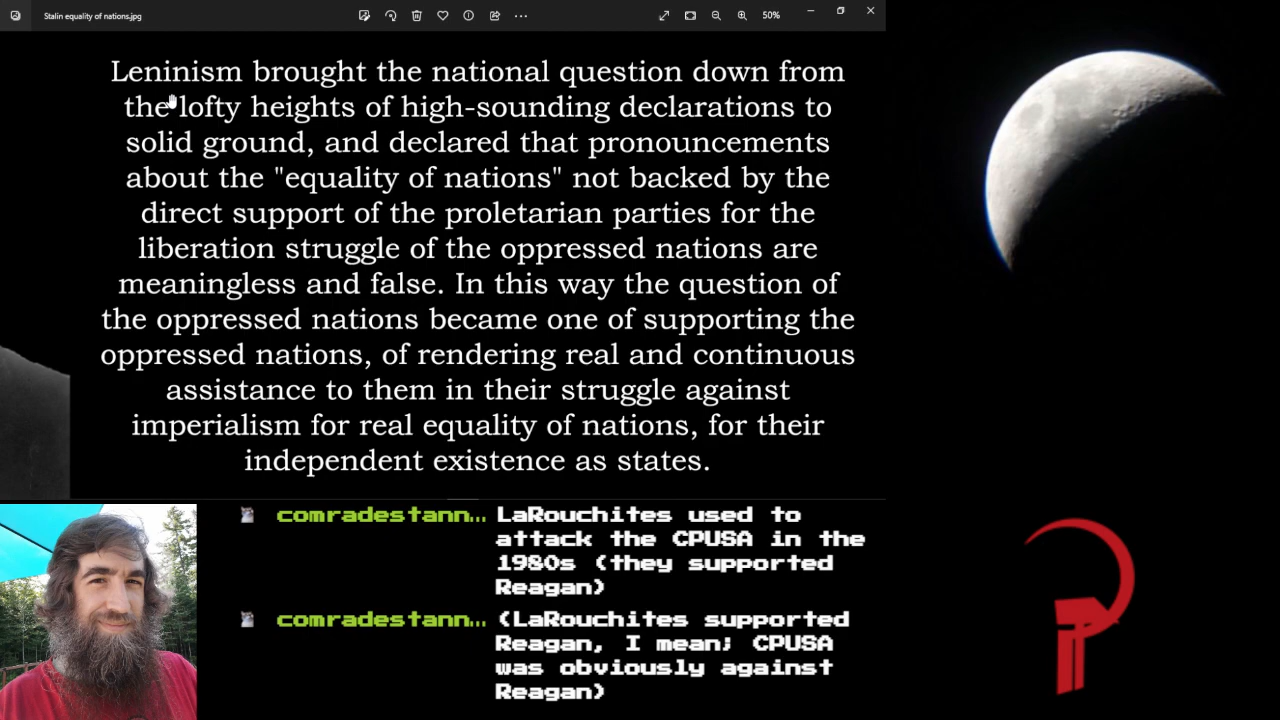 Stalin equality of nations.jpg
50%
Leninism brought the national question down from
the lofty heights of high-sounding declarations to
solid ground, and declared that pronouncements
about the "equality of nations" not backed by the
direct support of the proletarian parties for the
liberation struggle of the oppressed nations are
meaningless and false. In this way the question of
the oppressed nations became one of supporting the
oppressed nations, of rendering real and continuous
assistance to them in their struggle against
imperialism for real equality of nations, for their
independent existence as states.
comradestann... LaRouchites used to
attack the CPUSA in the
1980s (they supported
Reagan)
comradestann... (LaRouchites supported
Reagan, I mean; CPUSA
was obviously against
Reagan)